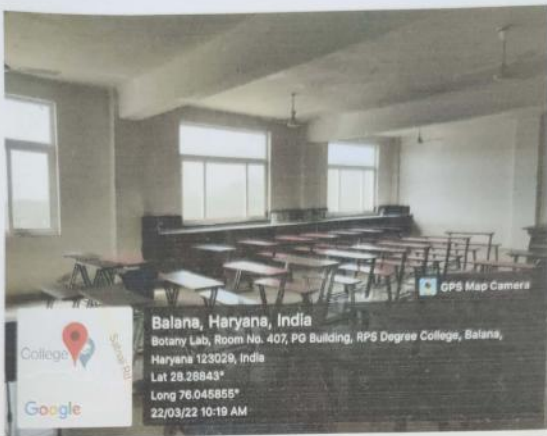 GPS Map Camera
Balana, Haryana, India
Botany Lab, Room No. 407, PG Building, RPS Degree College, Balana,
Haryana 123029, India
Lat 28.28843°
Long 76.045855°
22/03/22 10:19 AM
College
Google